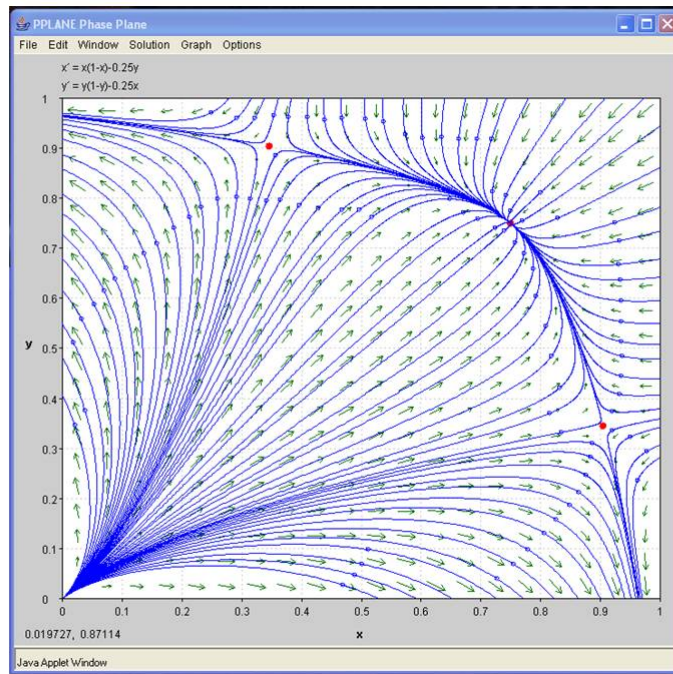 PPLANE Phase Plane
File Edit Window Solution Graph Options
x´ = x(1-x)-0.25y
y´ = y(1-y)-0.25x
1
0.9
0.8
0.7
0.6
0.5
y
0.4
0.3
0.2
0.1
0
0 0.1 0.2 0.3 0.4 0.5 0.6 0.7 0.8 0.9 1
0.019727, 0.87114 x
Java Applet Window